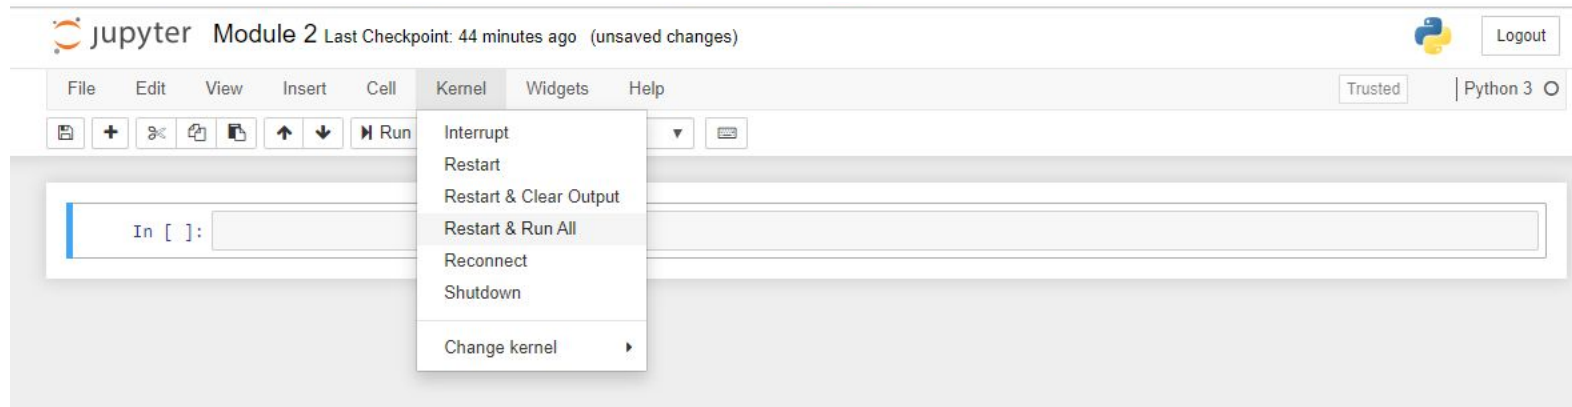 jupyter Module 2 Last Checkpoint: 44 minutes ago (unsaved changes) Logout
File Edit View Insert Cell Kernel Widgets Help Trusted Python 3
Run
Interrupt
Restart
Restart & Clear Output
In [ ]:
Restart & Run All
Reconnect
Shutdown
Change kernel